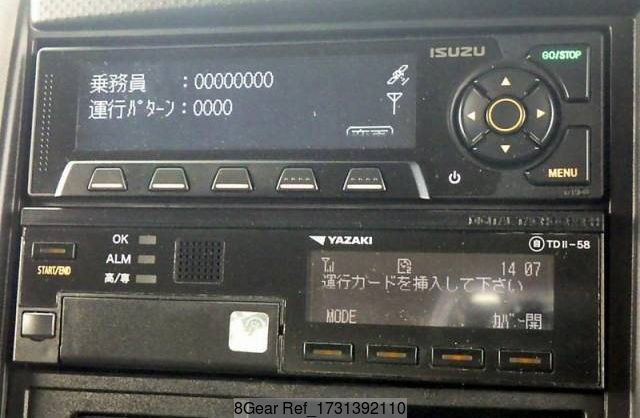 ISUZU
GO/STOP
乗務員 :00000000
運行ﾊﾟﾀｰﾝ:0000
MENU
DIGITAL TACHOGRAPH
OK
ALM
高/専
START/END
YAZAKI
TDII-58
14 07
運行カードを挿入して下さい
MODE
ｶﾊﾞｰ開
8Gear Ref_1731392110